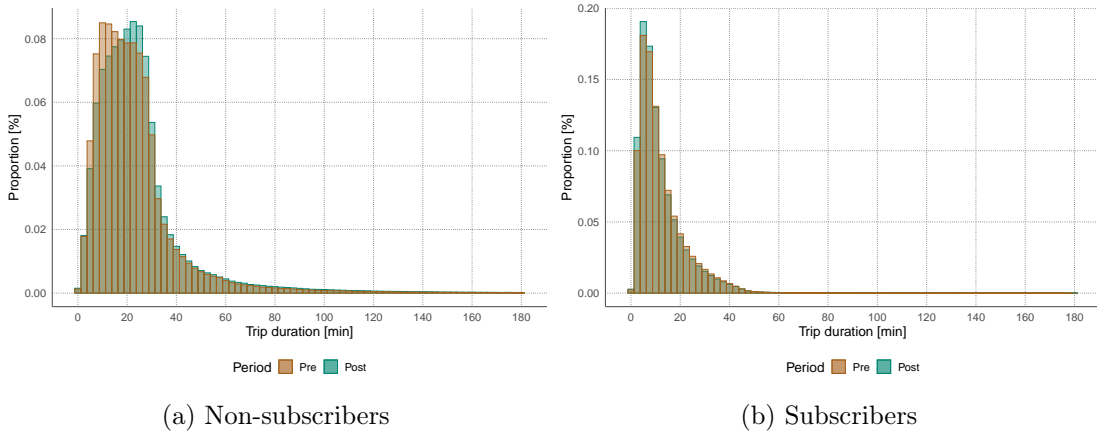 0.08
0.06
0.04
0.02
0.00
Proportion [%]
0 20 40 60 80 100 120 140 160 180
Trip duration [min]
Period Pre Post
(a) Non-subscribers
0.20
0.15
0.10
0.05
0.00
Proportion [%]
0 20 40 60 80 100 120 140 160 180
Trip duration [min]
Period Pre Post
(b) Subscribers